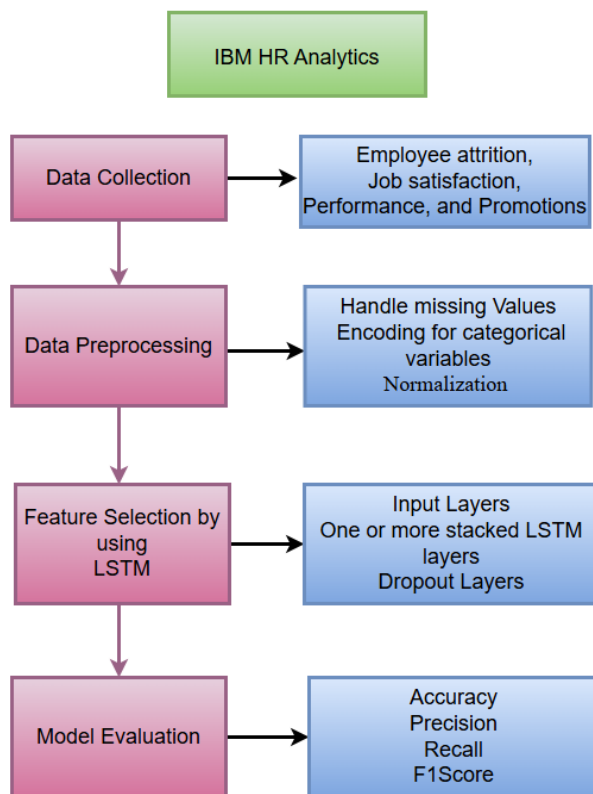 IBM HR Analytics
Data Collection
Employee attrition,
Job satisfaction,
Performance, and Promotions
Data Preprocessing
Handle missing Values
Encoding for categorical
variables
Normalization
Feature Selection by
using
LSTM
Input Layers
One or more stacked LSTM
layers
Dropout Layers
Model Evaluation
Accuracy
Precision
Recall
F1Score